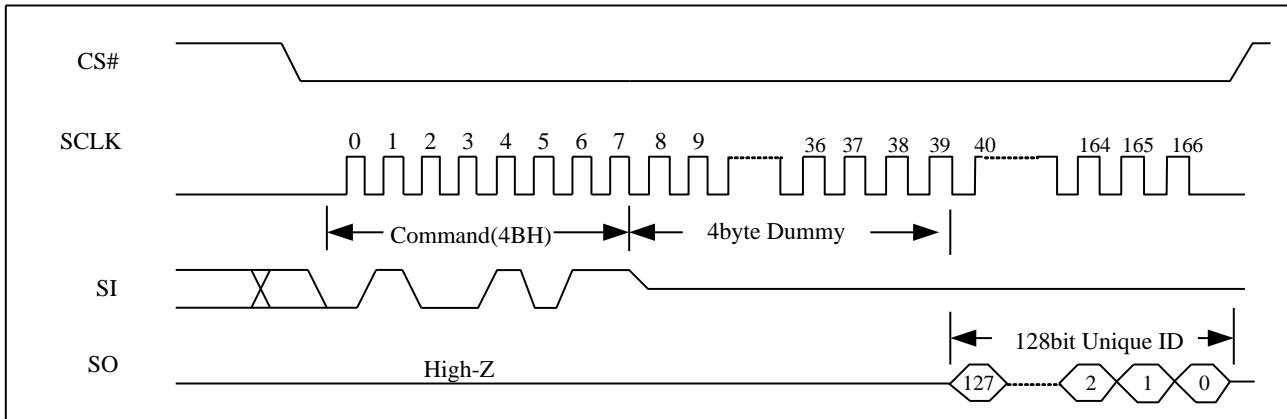 CS#
SCLK
0 1 2 3 4 5 6 7 8 9 36 37 38 39 40 164 165 166
Command(4BH) 4byte Dummy
SI
128bit Unique ID
SO High-Z
127 2 1 0